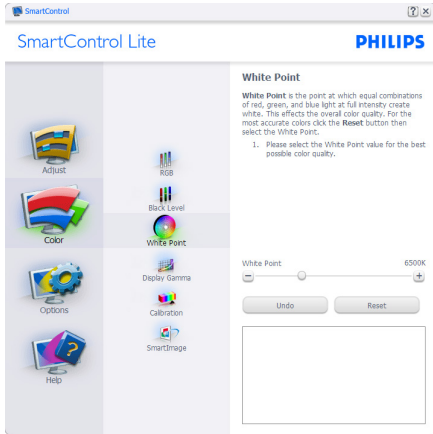 SmartControl
SmartControl Lite
PHILIPS
Adjust
Color
Options
Help
RGB
Black Level
White Point
Display Gamma
Calibration
SmartImage
White Point
White Point is the point at which equal combinations
of red, green, and blue light at full intensity create
white. This effects the overall color quality. For the
most accurate colors click the Reset button then
select the White Point.
1. Please select the White Point value for the best
possible color quality.
White Point 6500K
Undo Reset